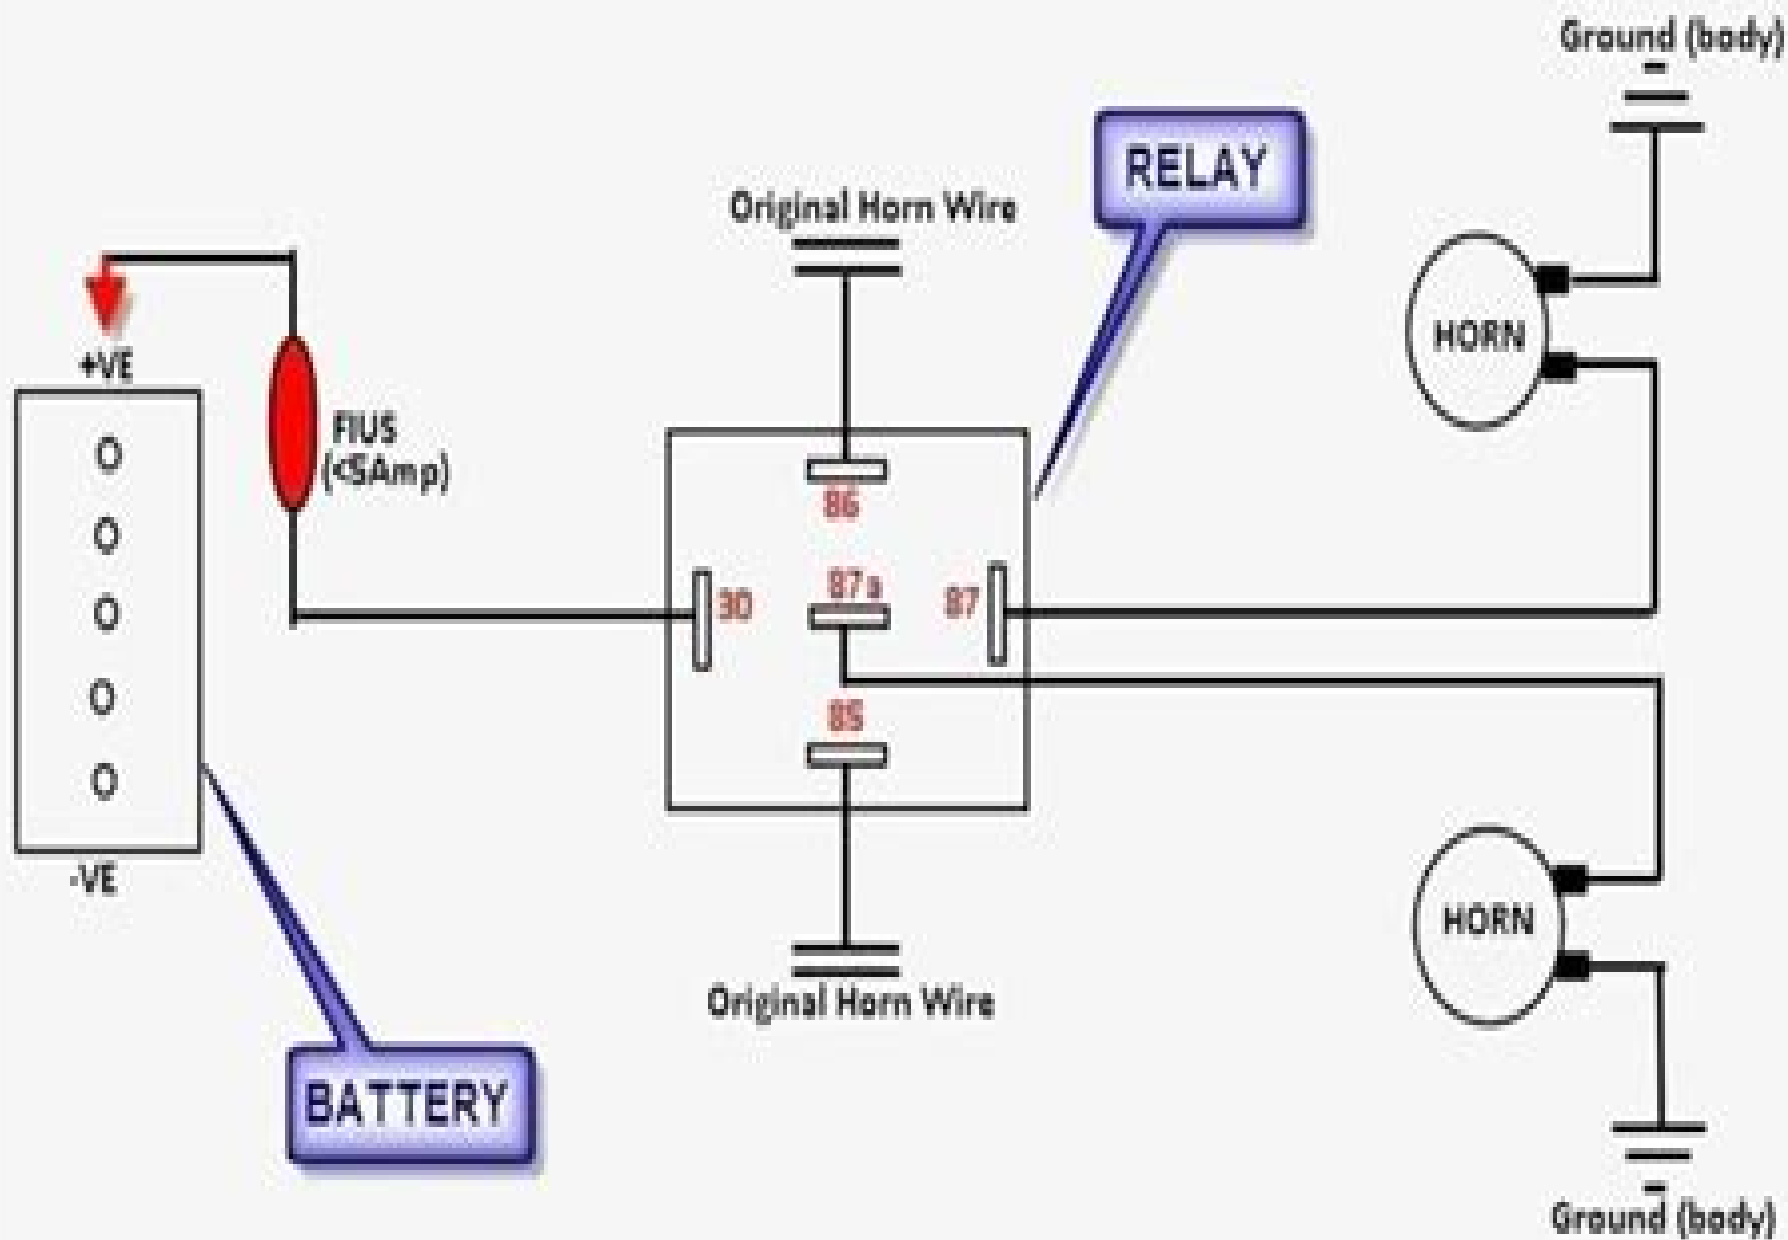 Ground (body)
RELAY
Original Horn Wire
HORN
+VE
FIUS
(<5Amp)
86
87a
30
87
85
-VE
HORN
Original Horn Wire
BATTERY
Ground (body)